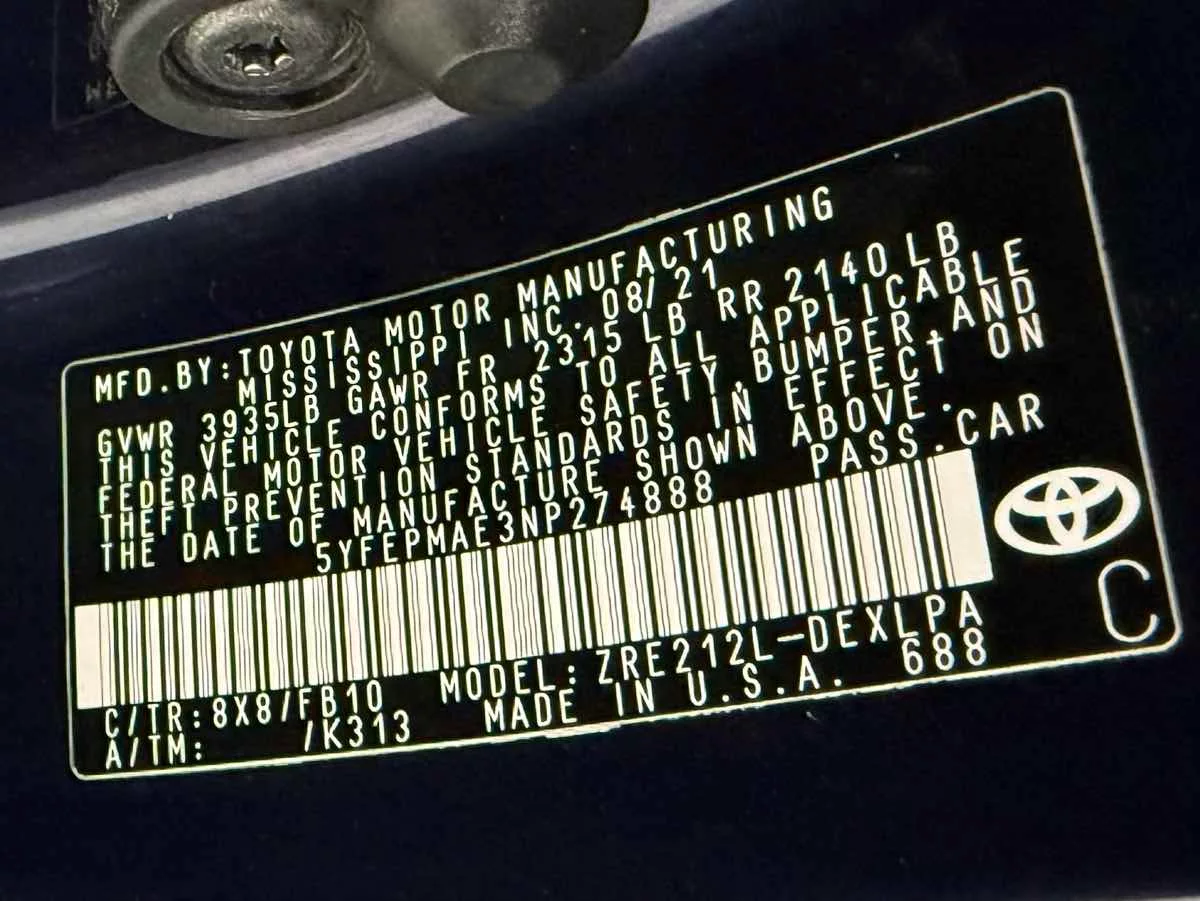 MFD.BY:TOYOTA MOTOR MANUFACTURING
MISSISSIPPI INC. 08/21
GVWR 3935LB GAWR FR 2315 LB RR 2140 LB
THIS VEHICLE CONFORMS TO ALL APPLICABLE
FEDERAL MOTOR VEHICLE SAFETY,BUMPER,AND
THEFT PREVENTION STANDARDS IN EFFECT ON
THE DATE OF MANUFACTURE SHOWN ABOVE.
5YFEPMAE3NP274888 PASS.CAR
C/TR:8X8/FB10 MODEL:ZRE212L-DEXLPA
A/TM: /K313 MADE IN U.S.A. 688
C